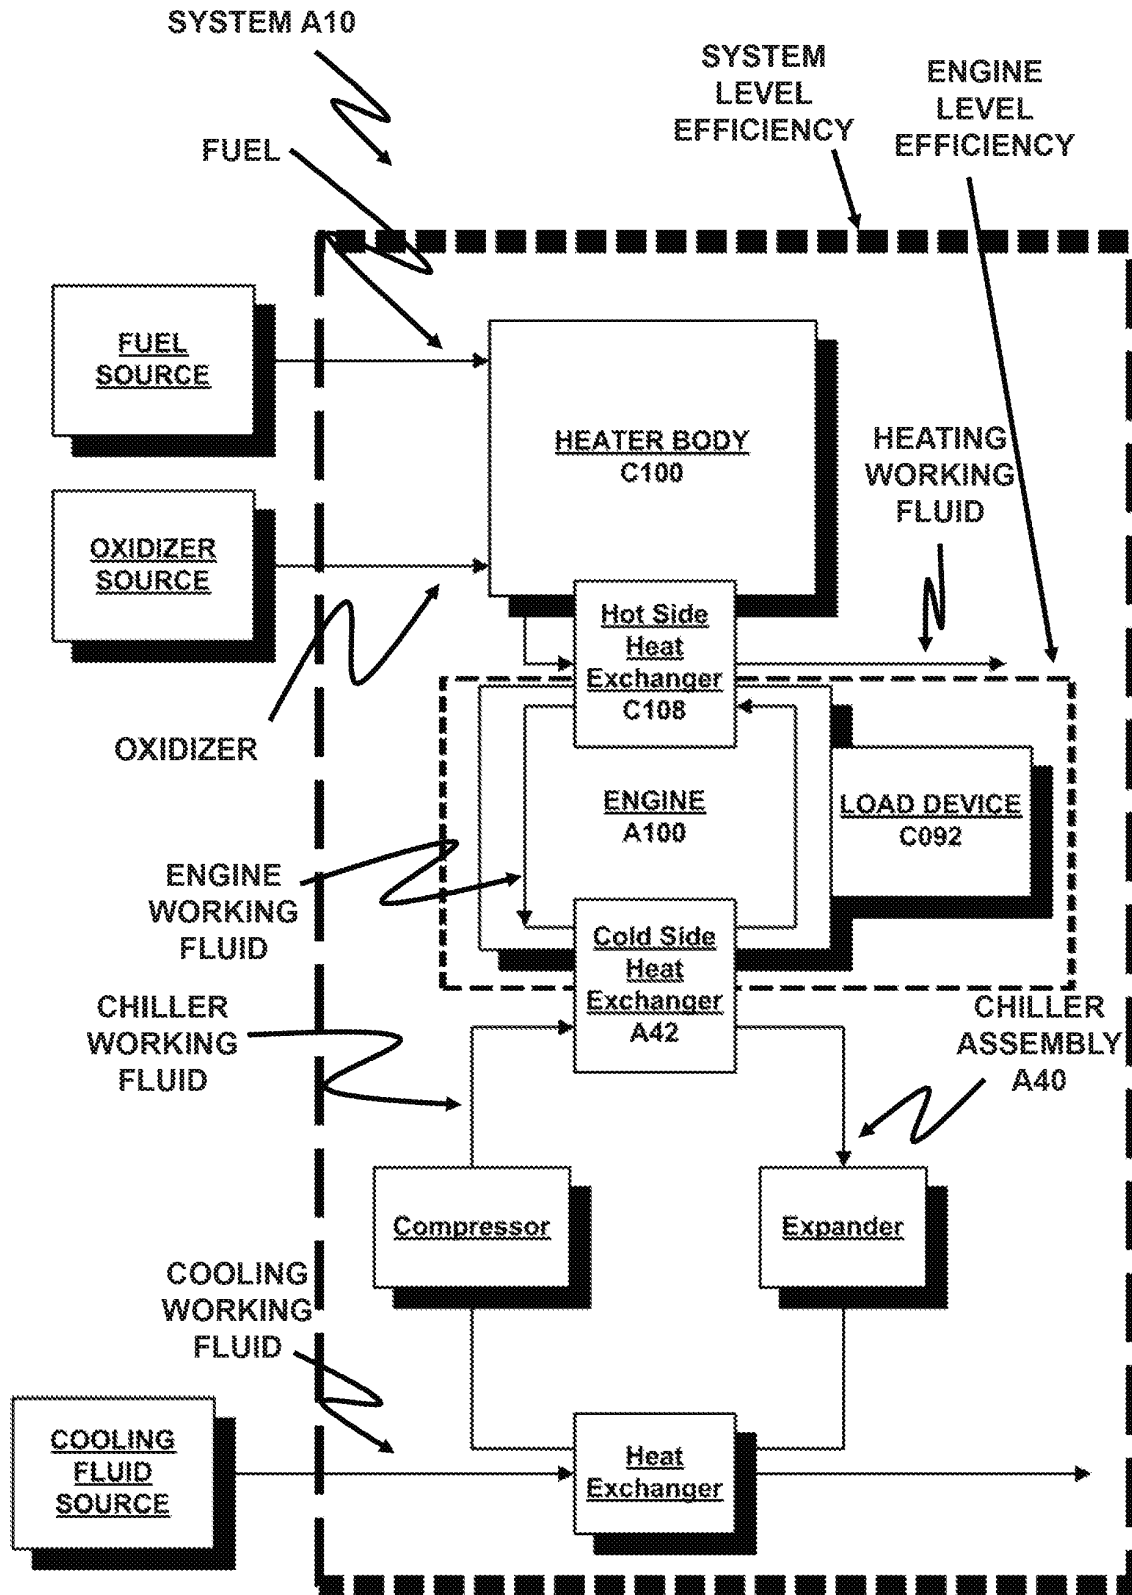 SYSTEM A10
SYSTEM
LEVEL
EFFICIENCY
ENGINE
LEVEL
EFFICIENCY
FUEL
FUEL
SOURCE
HEATER BODY
C100
HEATING
WORKING
FLUID
OXIDIZER
SOURCE
Hot Side
Heat
Exchanger
C108
OXIDIZER
ENGINE
A100
LOAD DEVICE
C092
ENGINE
WORKING
FLUID
Cold Side
Heat
Exchanger
A42
CHILLER
WORKING
FLUID
CHILLER
ASSEMBLY
A40
Compressor
Expander
COOLING
WORKING
FLUID
COOLING
FLUID
SOURCE
Heat
Exchanger